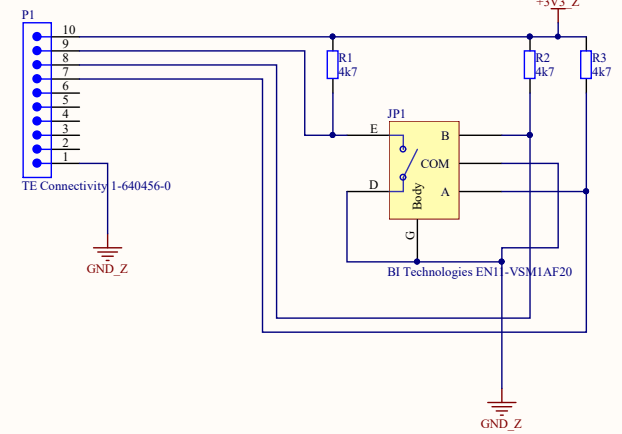 +3V3_Z
P1
10
9
8
7
6
5
4
3
2
1
TE Connectivity 1-640456-0
GND_Z
R1
4k7
R2
4k7
R3
4k7
JP1
E
B
COM
D
A
Body
G
BI Technologies EN11-VSM1AF20
GND_Z